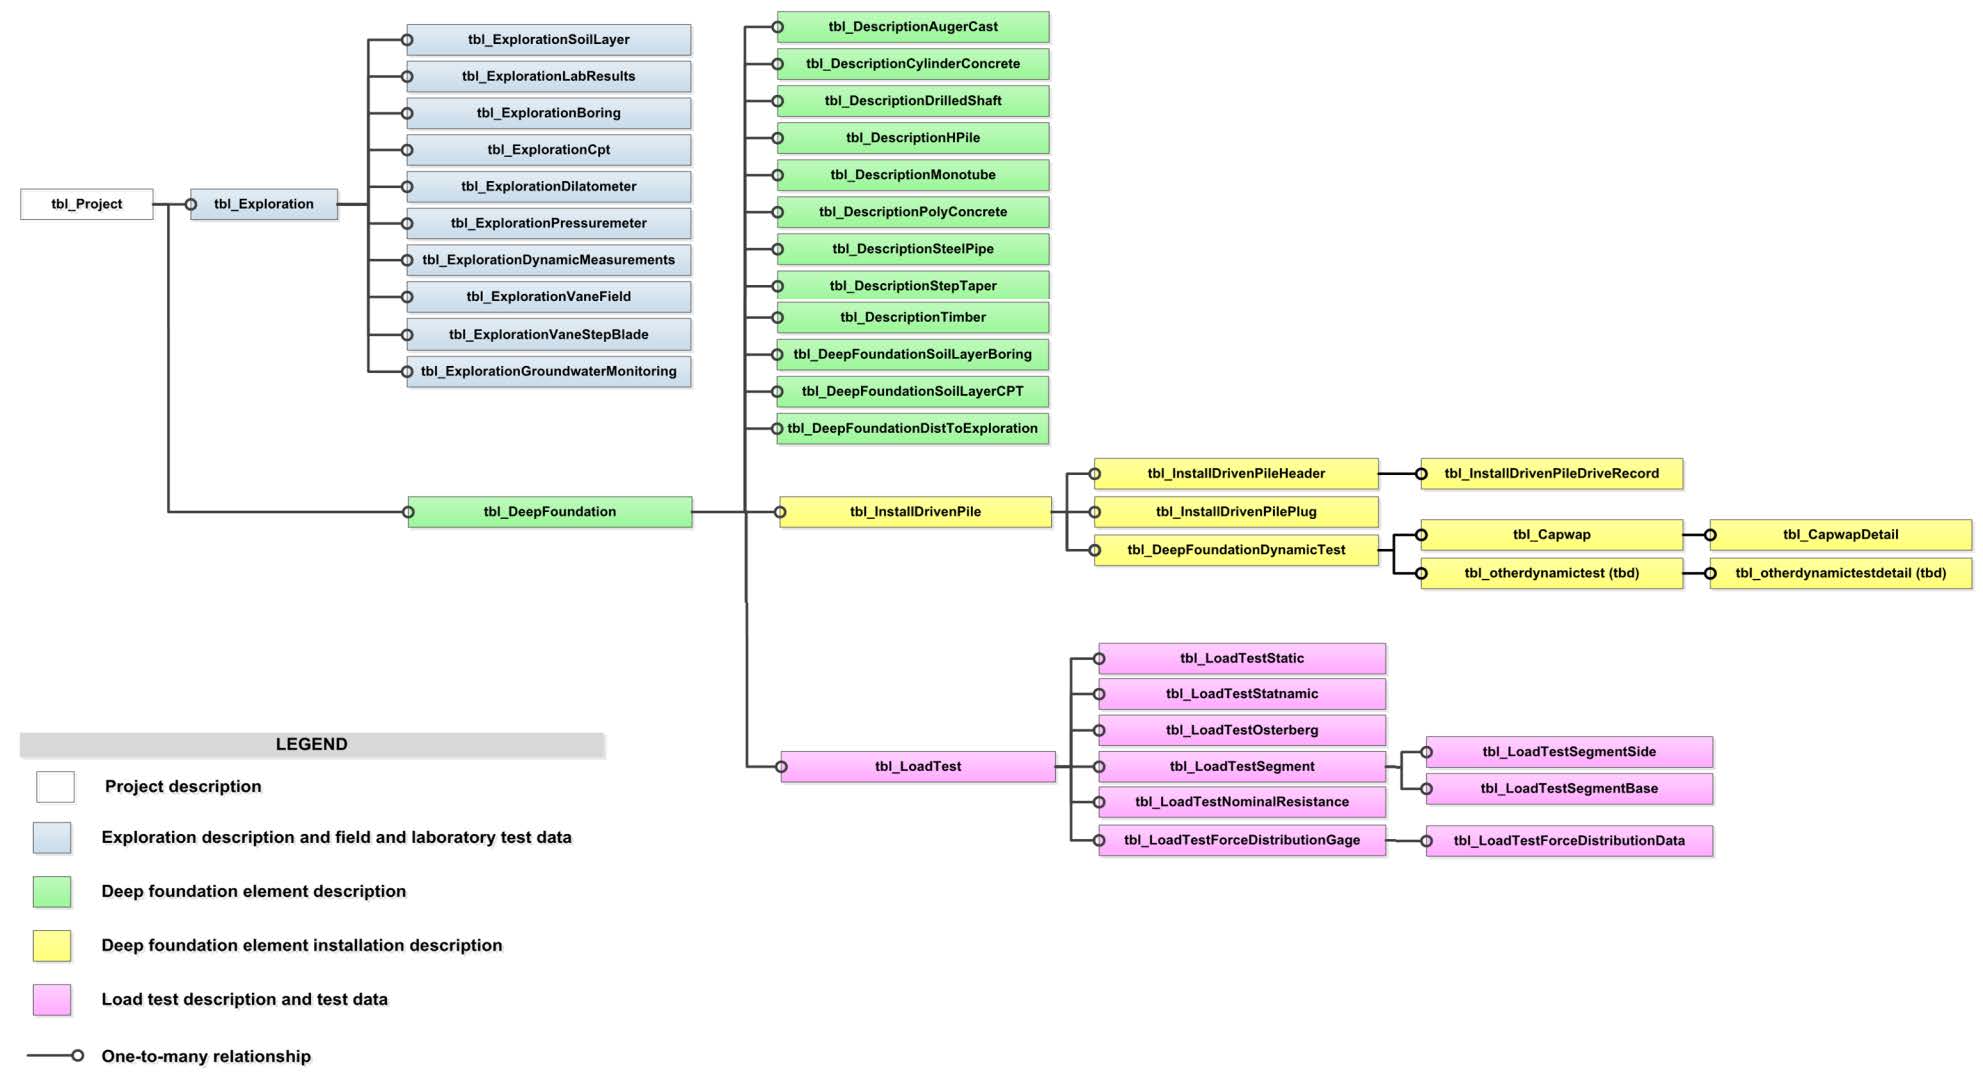 tbl_Project
tbl_Exploration
tbl_ExplorationSoilLayer
tbl_ExplorationLabResults
tbl_ExplorationBoring
tbl_ExplorationCpt
tbl_ExplorationDilatometer
tbl_ExplorationPressuremeter
tbl_ExplorationDynamicMeasurements
tbl_ExplorationVaneField
tbl_ExplorationVaneStepBlade
tbl_ExplorationGroundwaterMonitoring
tbl_DeepFoundation
tbl_DescriptionAugerCast
tbl_DescriptionCylinderConcrete
tbl_DescriptionDrilledShaft
tbl_DescriptionHPile
tbl_DescriptionMonotube
tbl_DescriptionPolyConcrete
tbl_DescriptionSteelPipe
tbl_DescriptionStepTaper
tbl_DescriptionTimber
tbl_DeepFoundationSoilLayerBoring
tbl_DeepFoundationSoilLayerCPT
tbl_DeepFoundationDistToExploration
tbl_InstallDrivenPile
tbl_InstallDrivenPileHeader
tbl_InstallDrivenPileDriveRecord
tbl_InstallDrivenPilePlug
tbl_DeepFoundationDynamicTest
tbl_Capwap
tbl_CapwapDetail
tbl_otherdynamictest (tbd)
tbl_otherdynamictestdetail (tbd)
tbl_LoadTest
tbl_LoadTestStatic
tbl_LoadTestStatnamic
tbl_LoadTestOsterberg
tbl_LoadTestSegment
tbl_LoadTestSegmentSide
tbl_LoadTestSegmentBase
tbl_LoadTestNominalResistance
tbl_LoadTestForceDistributionGage
tbl_LoadTestForceDistributionData
LEGEND
Project description
Exploration description and field and laboratory test data
Deep foundation element description
Deep foundation element installation description
Load test description and test data
One-to-many relationship